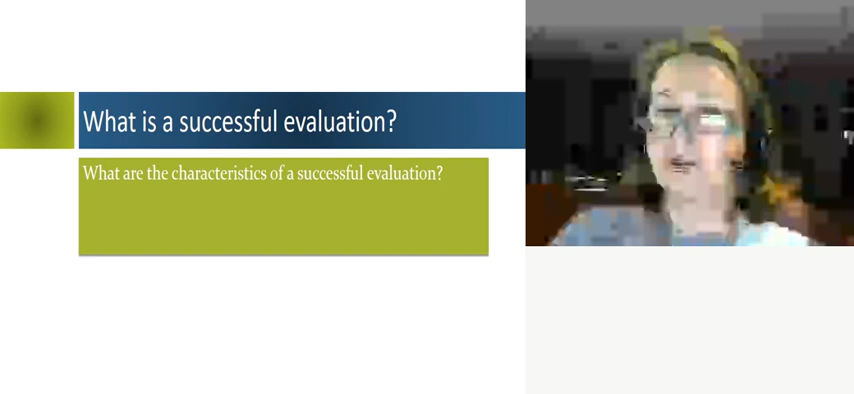 What is a successful evaluation?
What are the characteristics of a successful evaluation?